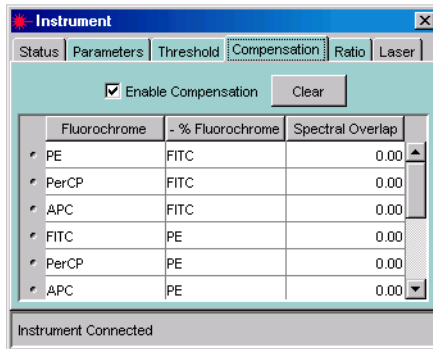 Instrument
Status Parameters Threshold Compensation Ratio Laser
Enable Compensation Clear
Fluorochrome - % Fluorochrome Spectral Overlap
PE FITC 0.00
PerCP FITC 0.00
APC FITC 0.00
FITC PE 0.00
PerCP PE 0.00
APC PE 0.00
Instrument Connected